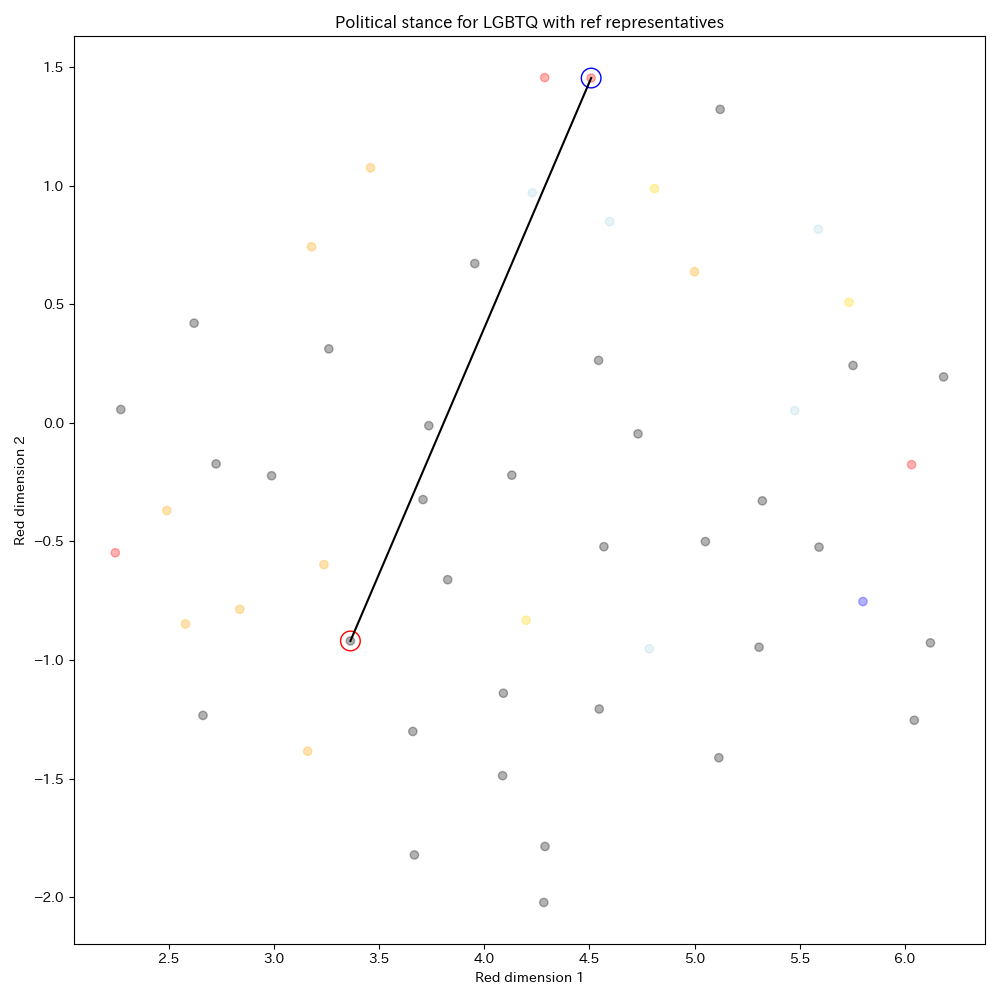 Political stance for LGBTQ with ref representatives
1.5
1.0
0.5
0.0
−0.5
−1.0
−1.5
−2.0
Red dimension 2
2.5 3.0 3.5 4.0 4.5 5.0 5.5 6.0
Red dimension 1